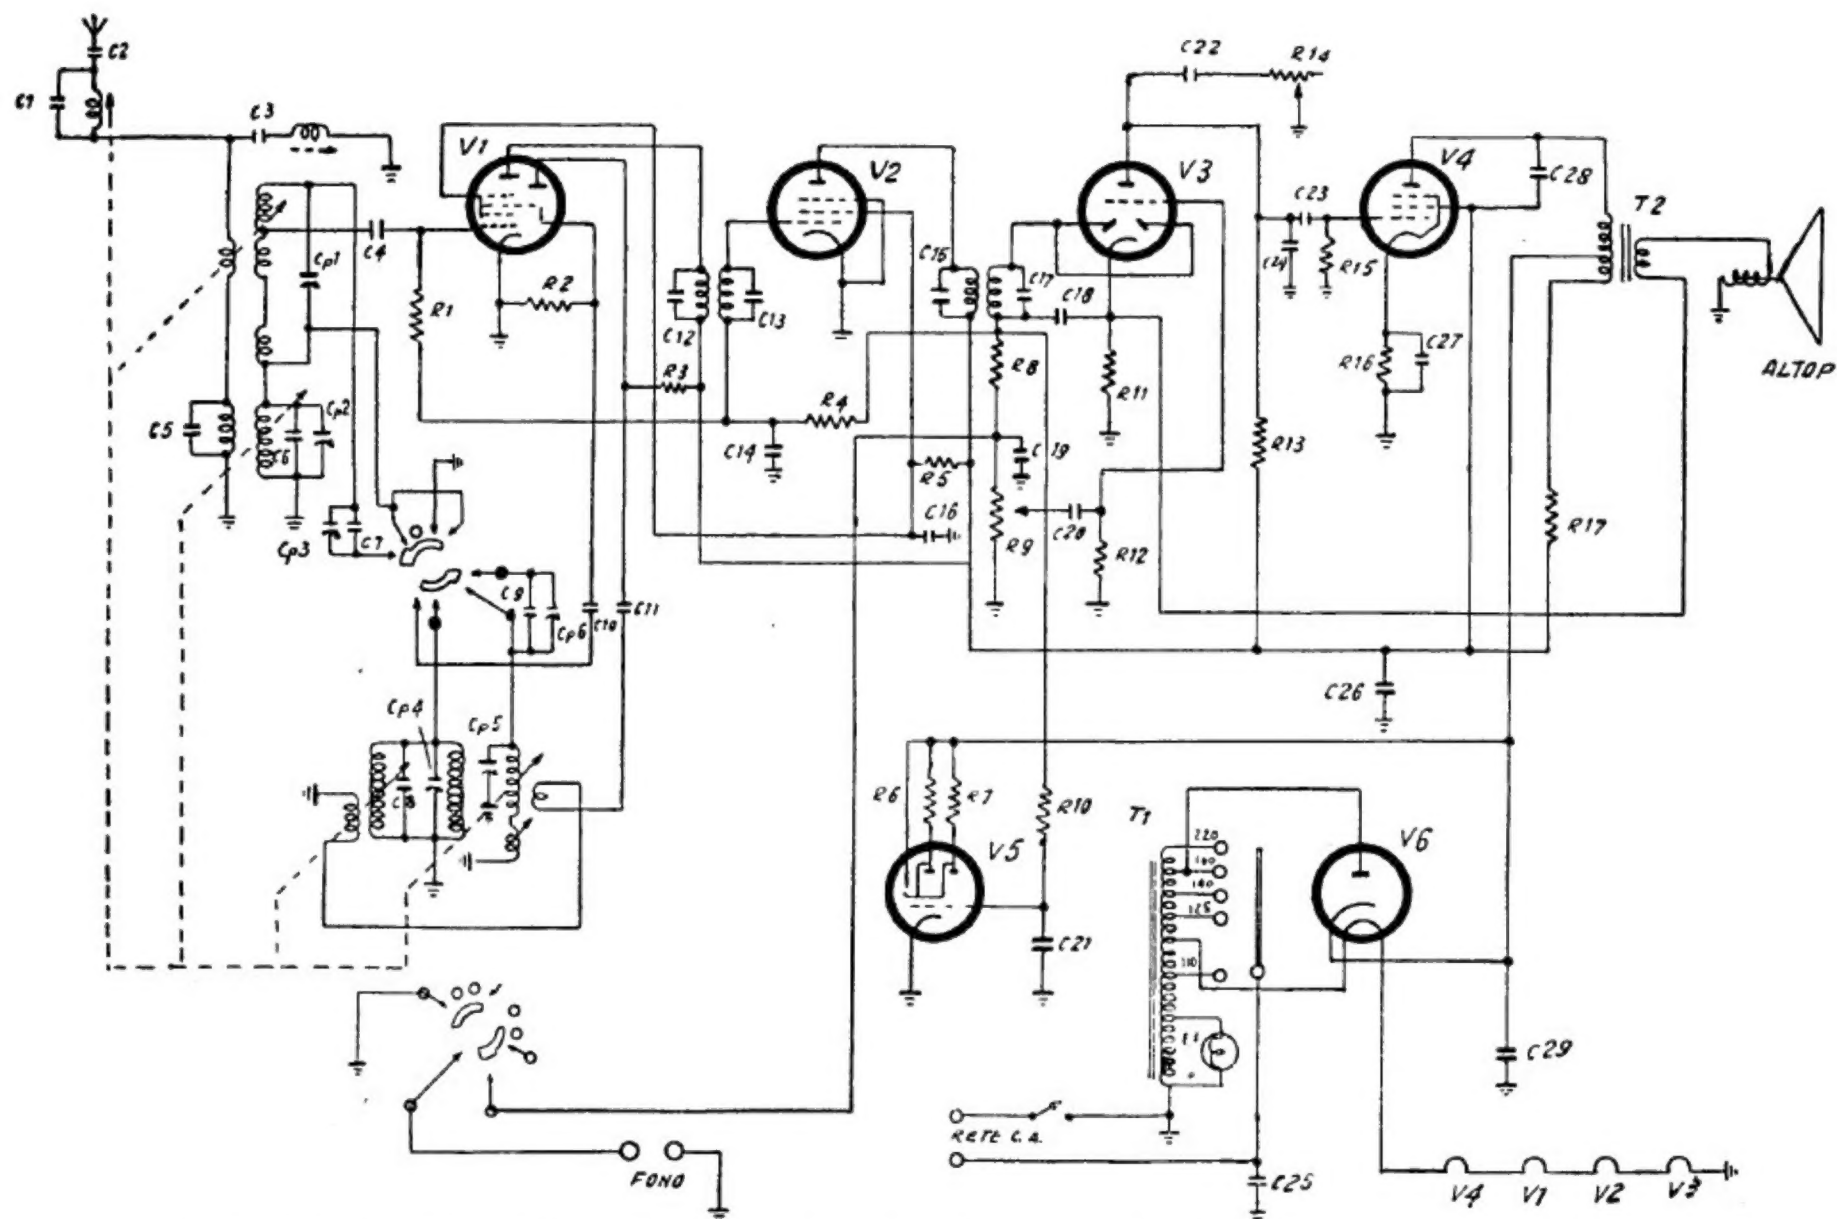 C2
C1
C3
V1
C4
Cp1
R1
R2
C22
R14
V2
V3
V4
C23
C28
T2
C15
C17
C18
C24
R15
C12
C13
R3
R4
C14
R8
R11
C27
R16
ALTOP
C5
C6
Cp2
Cp3
C7
R5
C19
C16
R9
C20
R12
R13
R17
C9
Cp6
C10
C11
Cp4
Cp5
C8
C26
R6
R7
R10
T1
V5
V6
220
160
140
125
110
C21
C29
RETE C.A.
C25
FONO
V4 V1 V2 V3